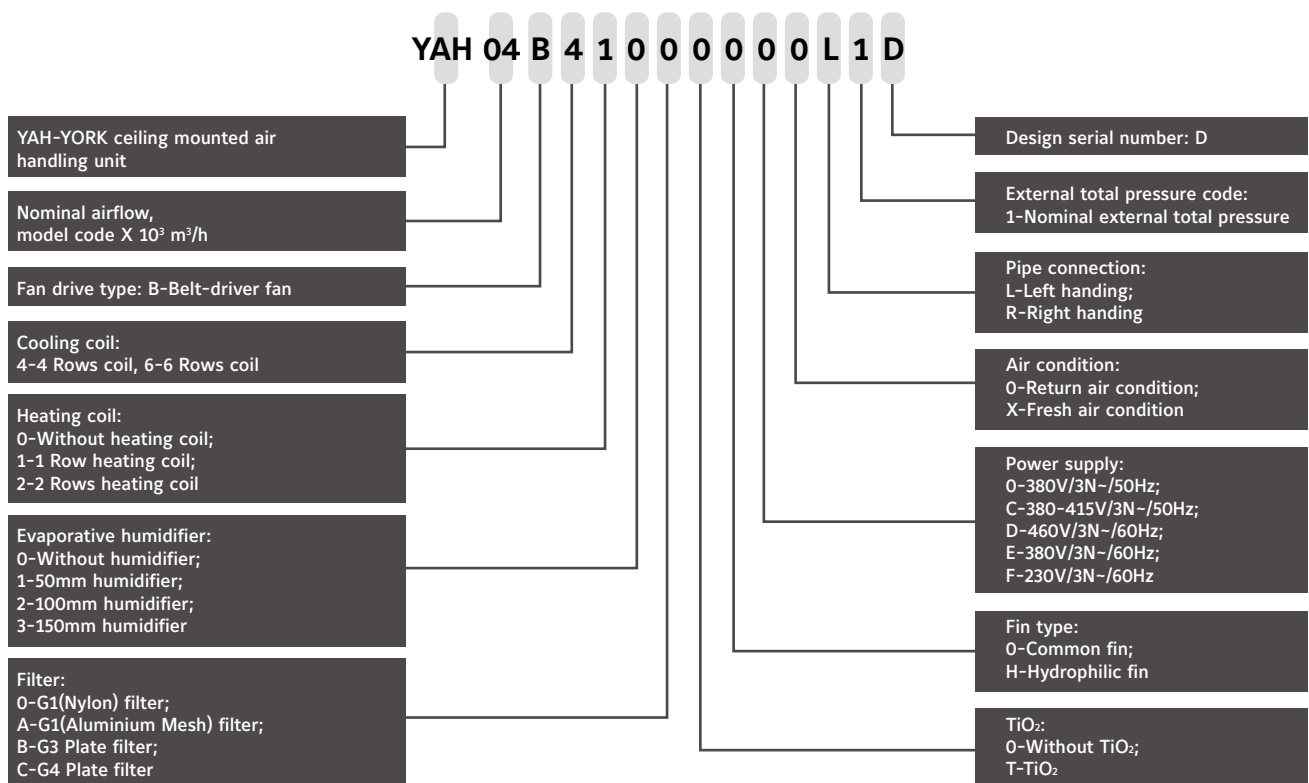 YAH 04 B 4 1 0 0 0 0 0 0 L 1 D
YAH-YORK ceiling mounted air
handling unit
Nominal airflow,
model code X 10³ m³/h
Fan drive type: B-Belt-driver fan
Cooling coil:
4-4 Rows coil, 6-6 Rows coil
Heating coil:
0-Without heating coil;
1-1 Row heating coil;
2-2 Rows heating coil
Evaporative humidifier:
0-Without humidifier;
1-50mm humidifier;
2-100mm humidifier;
3-150mm humidifier
Filter:
0-G1(Nylon) filter;
A-G1(Aluminium Mesh) filter;
B-G3 Plate filter;
C-G4 Plate filter
Design serial number: D
External total pressure code:
1-Nominal external total pressure
Pipe connection:
L-Left handing;
R-Right handing
Air condition:
0-Return air condition;
X-Fresh air condition
Power supply:
0-380V/3N~/50Hz;
C-380-415V/3N~/50Hz;
D-460V/3N~/60Hz;
E-380V/3N~/60Hz;
F-230V/3N~/60Hz
Fin type:
0-Common fin;
H-Hydrophilic fin
TiO₂:
0-Without TiO₂;
T-TiO₂